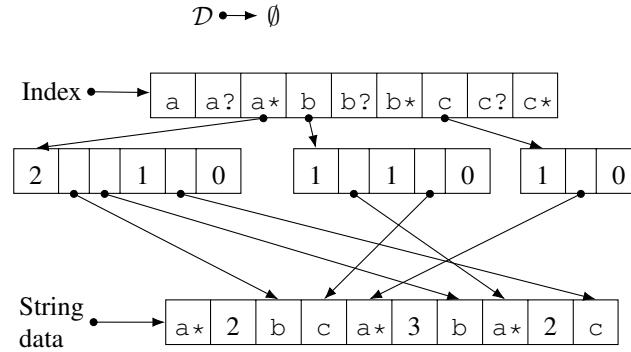 𝒟 ∅
Index a a? a* b b? b* c c? c*
2 1 0 1 1 0 1 0
String
data
a* 2 b c a* 3 b a* 2 c